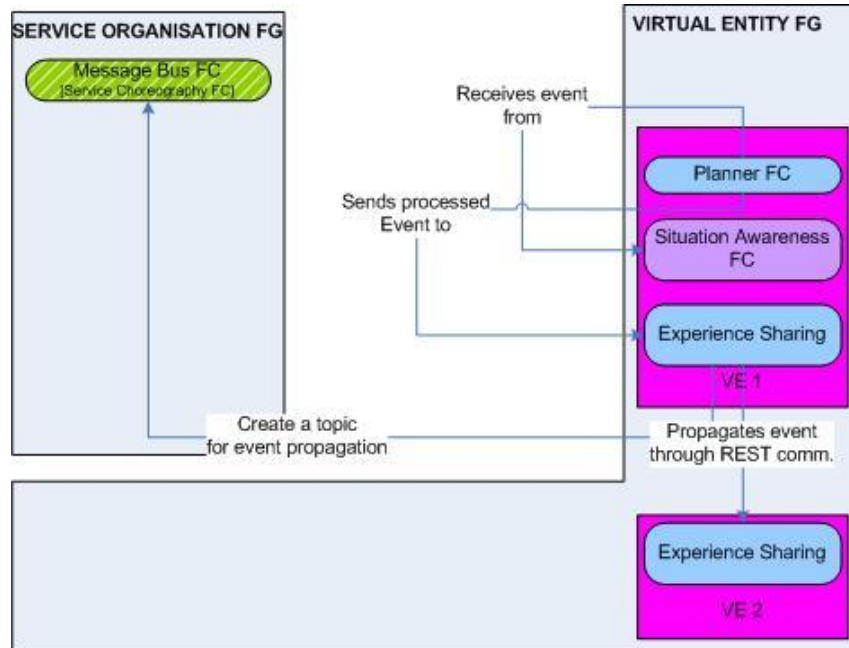 SERVICE ORGANISATION FG
Message Bus FC
[Service Choreography FC]
VIRTUAL ENTITY FG
Receives event
from
Planner FC
Sends processed
Event to
Situation Awareness
FC
Experience Sharing
VE 1
Create a topic
for event propagation
Propagates event
through REST comm.
Experience Sharing
VE 2